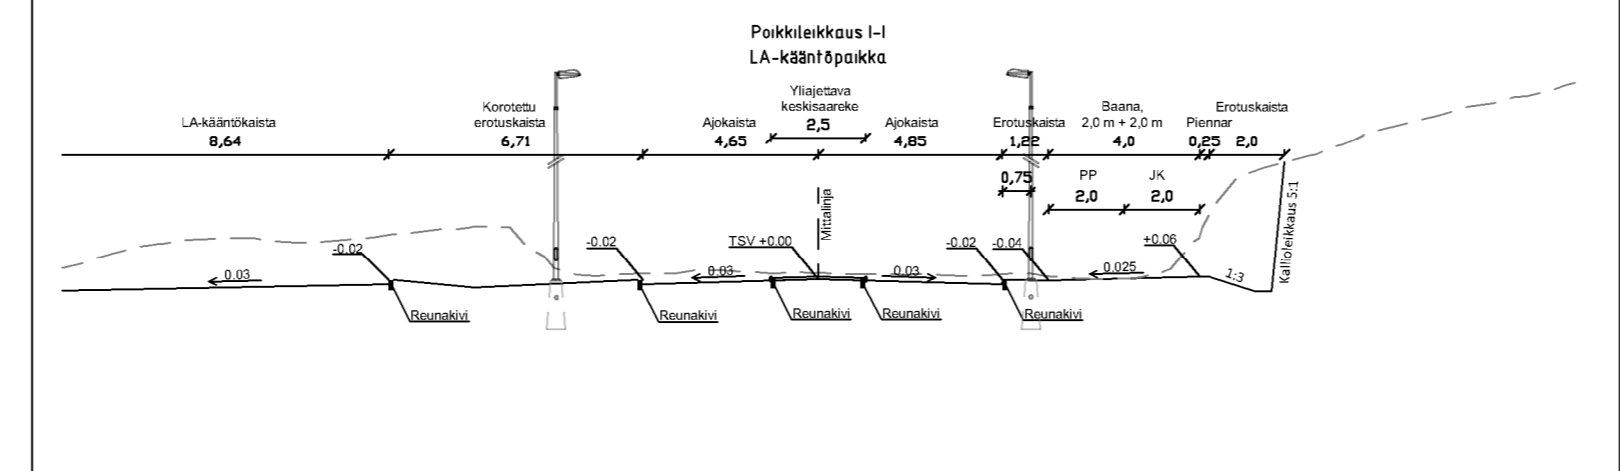 Poikkileikkaus I-I
LA-kääntöpaikka
Yliajettava
keskisaareke
2,5
LA-kääntökaista
8,64
Korotettu
erotuskaista
6,71
Ajokaista
4,65
Ajokaista
4,85
Erotuskaista
1,22
Baana,
2,0 m + 2,0 m
4,0
Piennar
0,25
Erotuskaista
2,0
0,75
PP
2,0
JK
2,0
Mittalinja
Kallioleikkaus 5:1
-0.02
-0.02
TSV +0.00
-0.02
-0.04
+0.06
0.03
0.03
0.03
0.025
1:3
Reunakivi
Reunakivi
Reunakivi
Reunakivi
Reunakivi